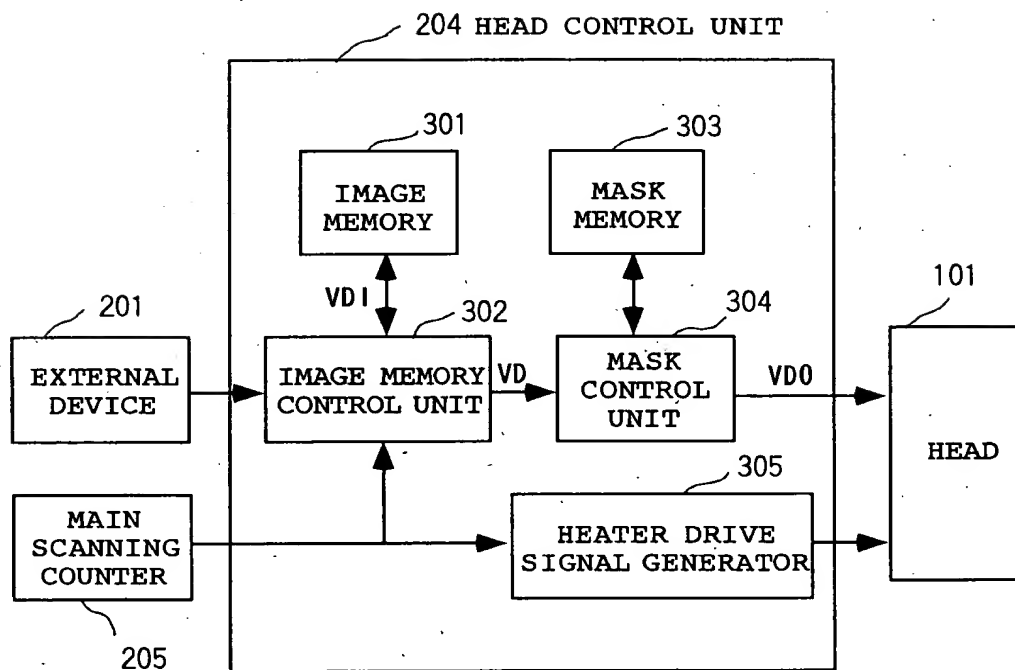 204 HEAD CONTROL UNIT
301
IMAGE
MEMORY
303
MASK
MEMORY
VDI
201
EXTERNAL
DEVICE
302
IMAGE MEMORY
CONTROL UNIT
VD
304
MASK
CONTROL
UNIT
VDO
101
HEAD
MAIN
SCANNING
COUNTER
205
305
HEATER DRIVE
SIGNAL GENERATOR